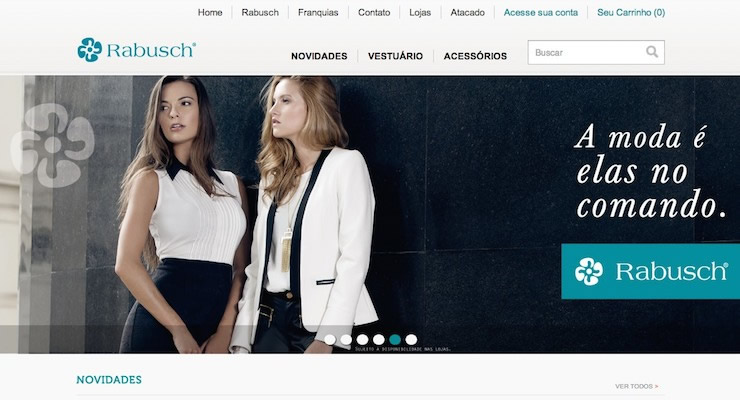 Home Rabusch Franquias Contato Lojas Atacado Acesse sua conta Seu Carrinho (0)
Rabusch®
NOVIDADES VESTUÁRIO ACESSÓRIOS Buscar
A moda é
elas no
comando.
Rabusch®
* SUJEITO A DISPONIBILIDADE NAS LOJAS.
NOVIDADES
VER TODOS >